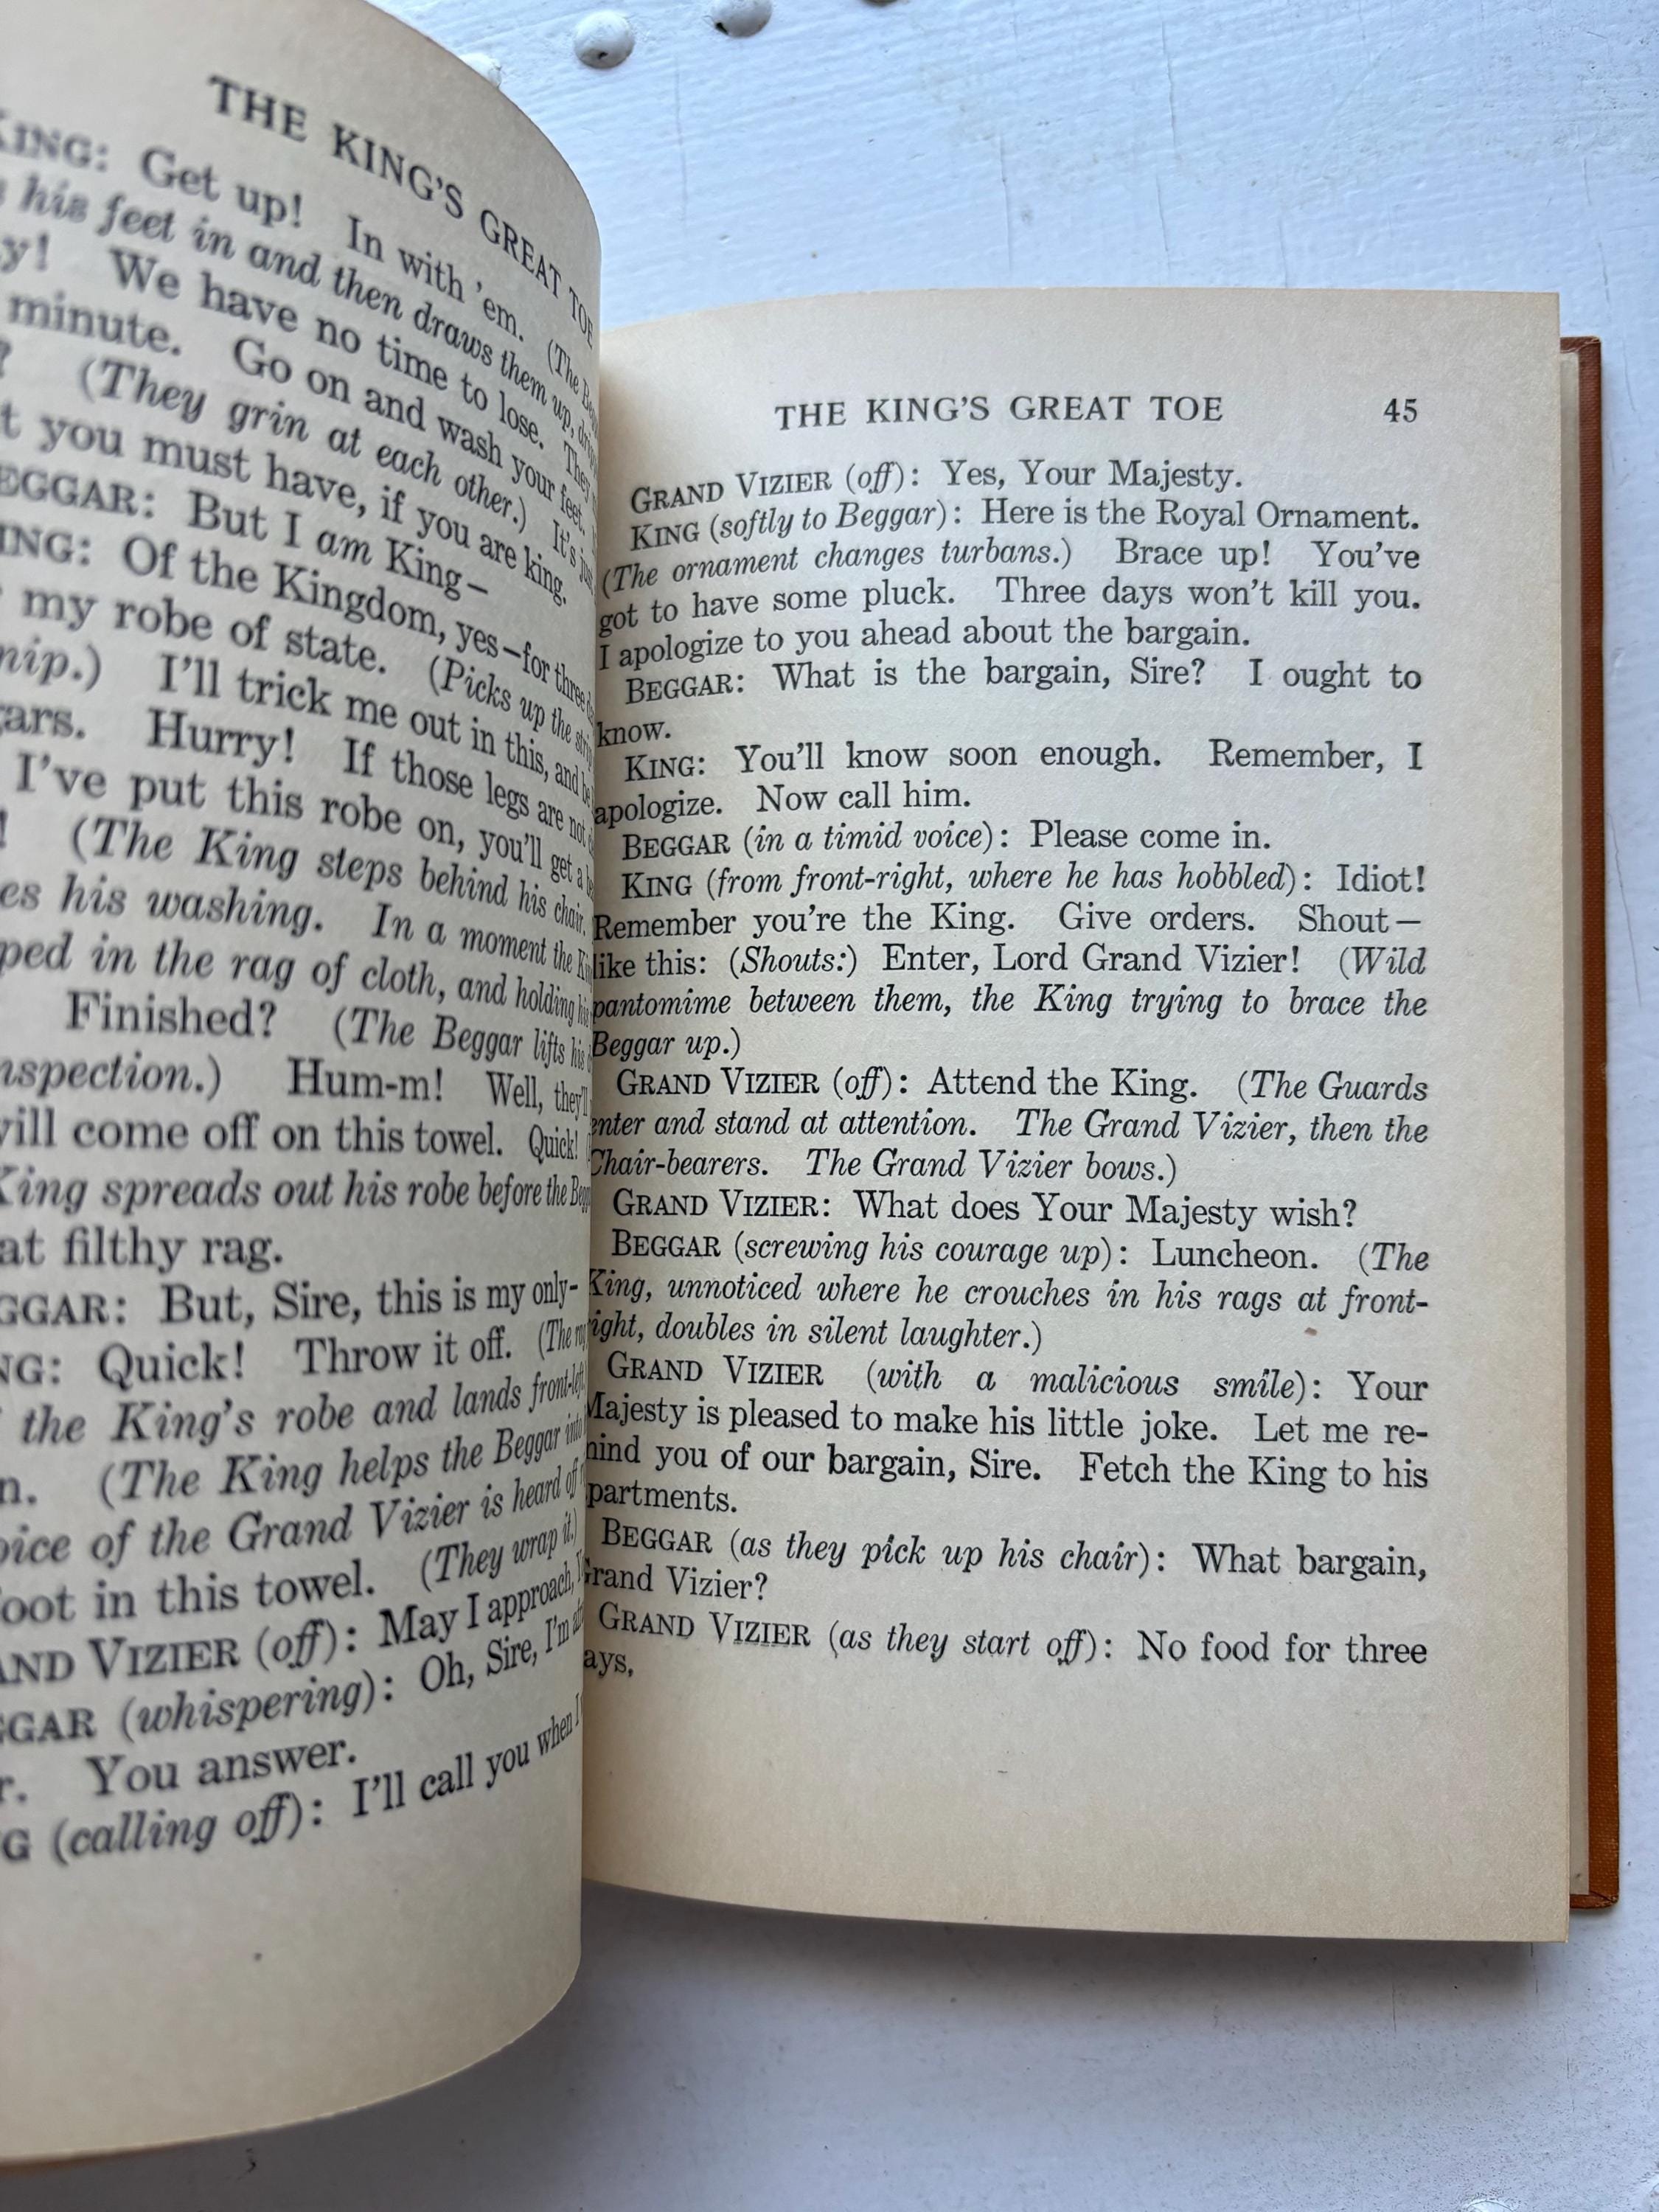 THE KING'S GREAT TOE
KING: Get up! In with 'em. (The
his feet in and then draws them up,
We have no time to lose.
minute. Go on and wash your feet.
(They grin at each other.) It's
you must have, if you are king.
BEGGAR: But I am King—
KING: Of the Kingdom, yes—for three
my robe of state. (Picks up the
I'll trick me out in this, and
Hurry! If those legs are not
I've put this robe on, you'll get a
(The King steps behind his chair.
his washing. In a moment the
in the rag of cloth, and holding
Finished? (The Beggar lifts his
Hum-m! Well, they'll
will come off on this towel. Quick!
King spreads out his robe before the
filthy rag.
BEGGAR: But, Sire, this is my only-
KING: Quick! Throw it off. (The
the King's robe and lands
(The King helps the Beggar into
of the Grand Vizier is heard off
in this towel. (They wrap it.)
GRAND VIZIER (off): May I approach,
BEGGAR (whispering): Oh, Sire, I'm
You answer.
(calling off): I'll call you when I
THE KING'S GREAT TOE 45
GRAND VIZIER (off): Yes, Your Majesty.
KING (softly to Beggar): Here is the Royal Ornament.
(The ornament changes turbans.) Brace up! You've
got to have some pluck. Three days won't kill you.
I apologize to you ahead about the bargain.
BEGGAR: What is the bargain, Sire? I ought to
know.
KING: You'll know soon enough. Remember, I
apologize. Now call him.
BEGGAR (in a timid voice): Please come in.
KING (from front-right, where he has hobbled): Idiot!
Remember you're the King. Give orders. Shout—
like this: (Shouts:) Enter, Lord Grand Vizier! (Wild
pantomime between them, the King trying to brace the
Beggar up.)
GRAND VIZIER (off): Attend the King. (The Guards
enter and stand at attention. The Grand Vizier, then the
Chair-bearers. The Grand Vizier bows.)
GRAND VIZIER: What does Your Majesty wish?
BEGGAR (screwing his courage up): Luncheon. (The
King, unnoticed where he crouches in his rags at front-
right, doubles in silent laughter.)
GRAND VIZIER (with a malicious smile): Your
Majesty is pleased to make his little joke. Let me re-
mind you of our bargain, Sire. Fetch the King to his
partments.
BEGGAR (as they pick up his chair): What bargain,
Grand Vizier?
GRAND VIZIER (as they start off): No food for three
ays,